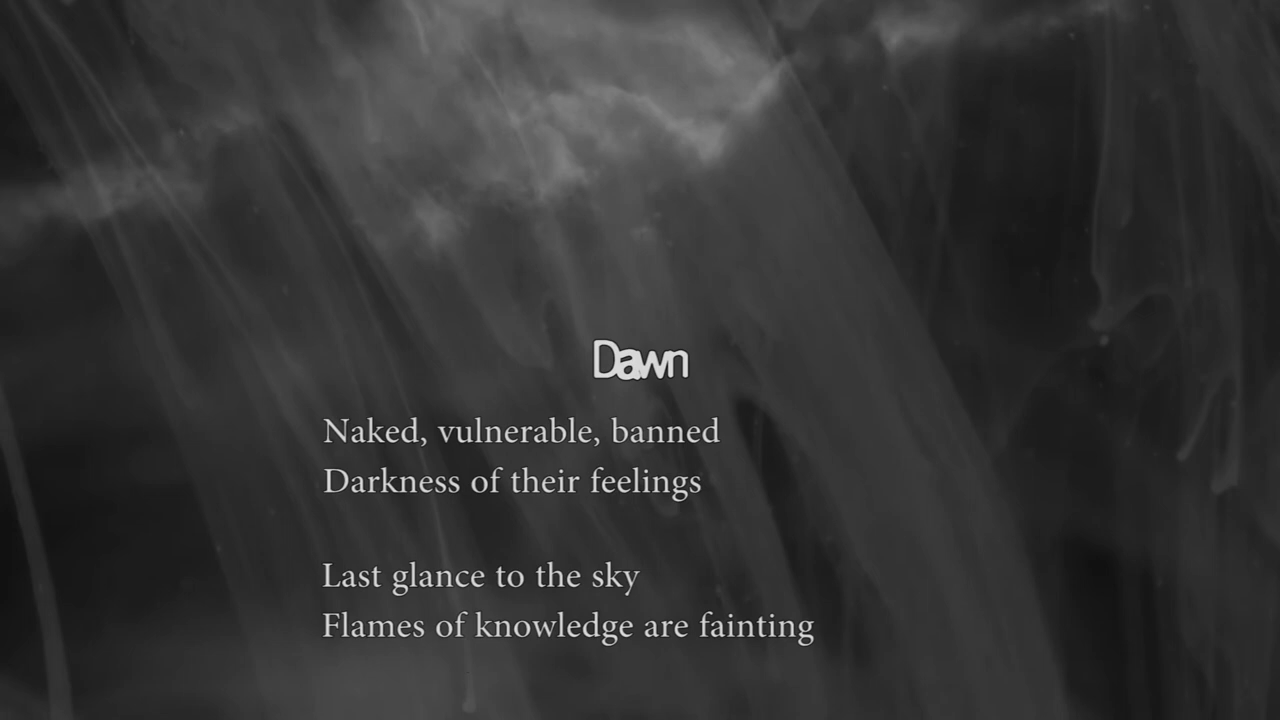 Dawn
Naked, vulnerable, banned
Darkness of their feelings
Last glance to the sky
Flames of knowledge are fainting